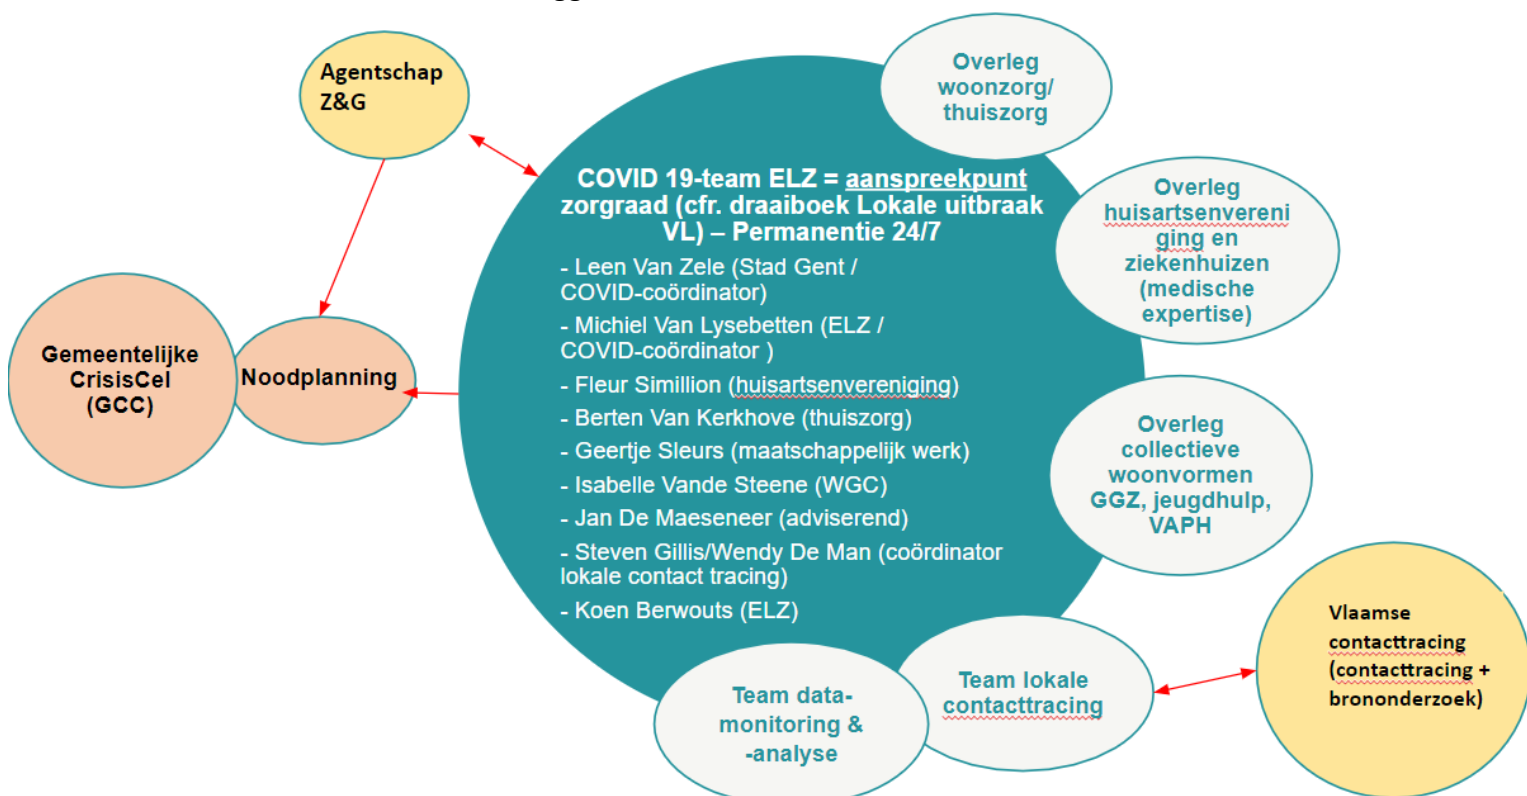 Agentschap
Z&G
Gemeentelijke
CrisisCel
(GCC)
Noodplanning
COVID 19-team ELZ = aanspreekpunt
zorgraad (cfr. draaiboek Lokale uitbraak
VL) – Permanentie 24/7
- Leen Van Zele (Stad Gent /
COVID-coördinator)
- Michiel Van Lysebetten (ELZ /
COVID-coördinator )
- Fleur Simillion (huisartsenvereniging)
- Berten Van Kerkhove (thuiszorg)
- Geertje Sleurs (maatschappelijk werk)
- Isabelle Vande Steene (WGC)
- Jan De Maeseneer (adviserend)
- Steven Gillis/Wendy De Man (coördinator
lokale contact tracing)
- Koen Berwouts (ELZ)
Overleg
woonzorg/
thuiszorg
Overleg
huisartsenvereni
ging en
ziekenhuizen
(medische
expertise)
Overleg
collectieve
woonvormen
GGZ, jeugdhulp,
VAPH
Team lokale
contacttracing
Team data-
monitoring &
-analyse
Vlaamse
contacttracing
(contacttracing +
brononderzoek)